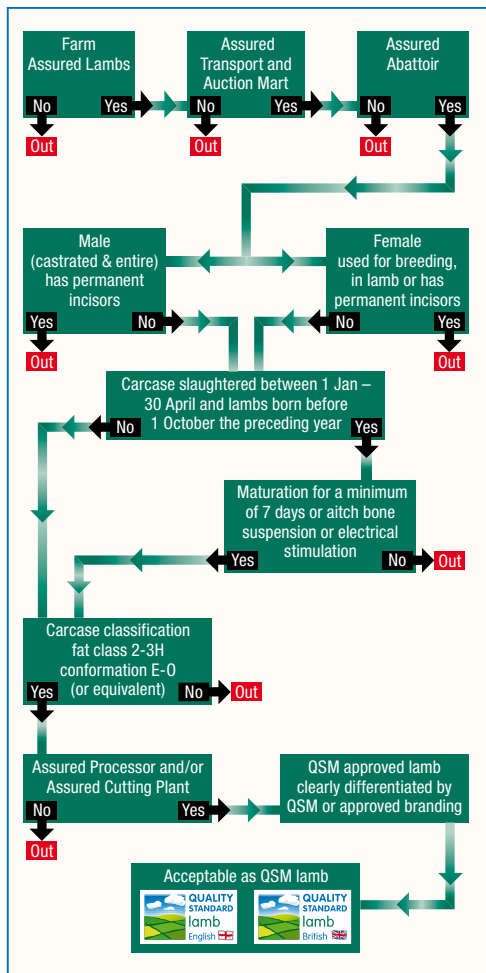 Farm
Assured Lambs
No
Yes
Out
Assured
Transport and
Auction Mart
No
Yes
Out
Assured
Abattoir
No
Yes
Out
Male
(castrated & entire)
has permanent
incisors
Yes
No
Out
Female
used for breeding,
in lamb or has
permanent incisors
No
Yes
Out
Carcase slaughtered between 1 Jan –
30 April and lambs born before
1 October the preceding year
No
Yes
Maturation for a minimum
of 7 days or aitch bone
suspension or electrical
stimulation
Yes
No
Out
Carcase classification
fat class 2-3H
conformation E-O
(or equivalent)
Yes
No
Out
Assured Processor and/or
Assured Cutting Plant
No
Yes
Out
QSM approved lamb
clearly differentiated by
QSM or approved branding
Acceptable as QSM lamb
QUALITY
STANDARD
lamb
English
QUALITY
STANDARD
lamb
British